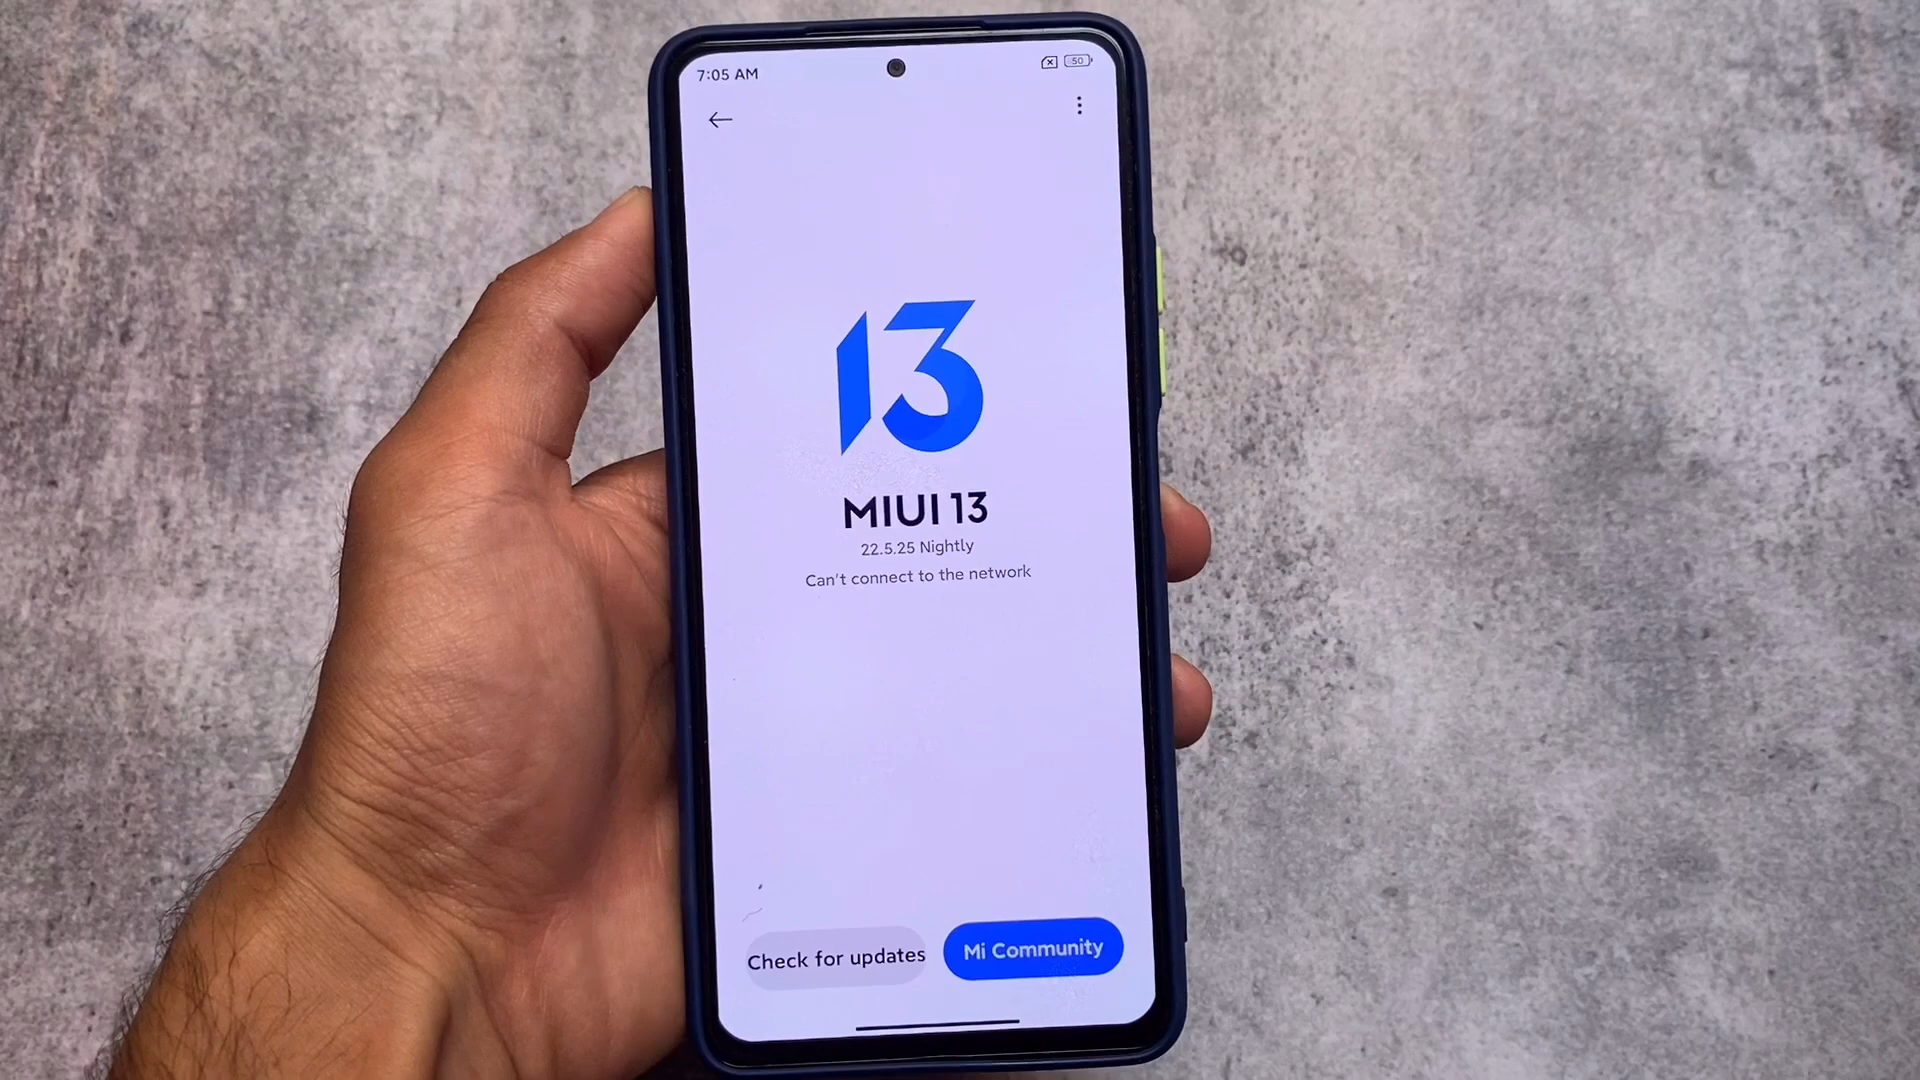 7:05 AM
50
13
MIUI 13
22.5.25 Nightly
Can't connect to the network
Check for updates
Mi Community